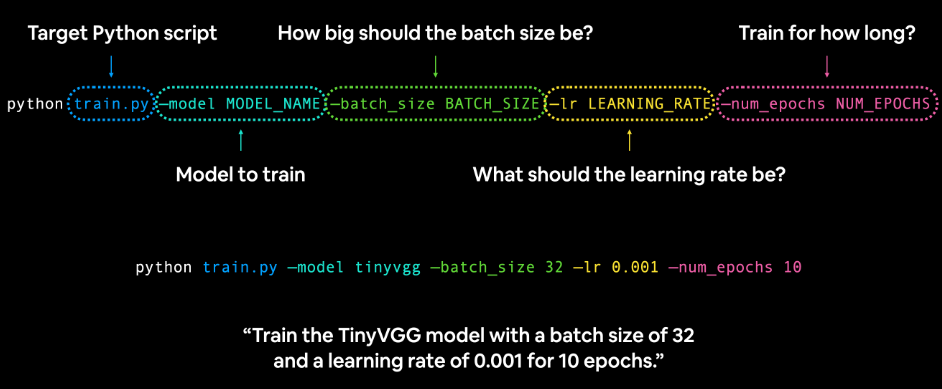 Target Python script How big should the batch size be? Train for how long?
python train.py —model MODEL_NAME —batch_size BATCH_SIZE —lr LEARNING_RATE —num_epochs NUM_EPOCHS
Model to train What should the learning rate be?
python train.py —model tinyvgg —batch_size 32 —lr 0.001 —num_epochs 10
“Train the TinyVGG model with a batch size of 32
and a learning rate of 0.001 for 10 epochs.”